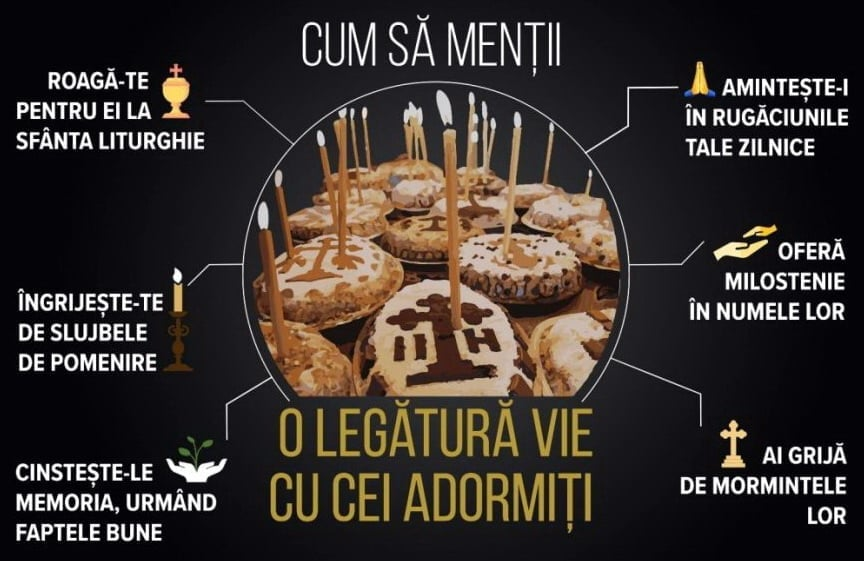 CUM SĂ MENȚII
ROAGĂ-TE
PENTRU EI LA
SFÂNTA LITURGHIE
ÎNGRIJEȘTE-TE
DE SLUJBELE
DE POMENIRE
CINSTEȘTE-LE
MEMORIA, URMÂND
FAPTELE BUNE
AMINTEȘTE-I
ÎN RUGĂCIUNILE
TALE ZILNICE
OFERĂ
MILOSTENIE
ÎN NUMELE LOR
AI GRIJĂ
DE MORMINTELE
LOR
O LEGĂTURĂ VIE
CU CEI ADORMIȚI